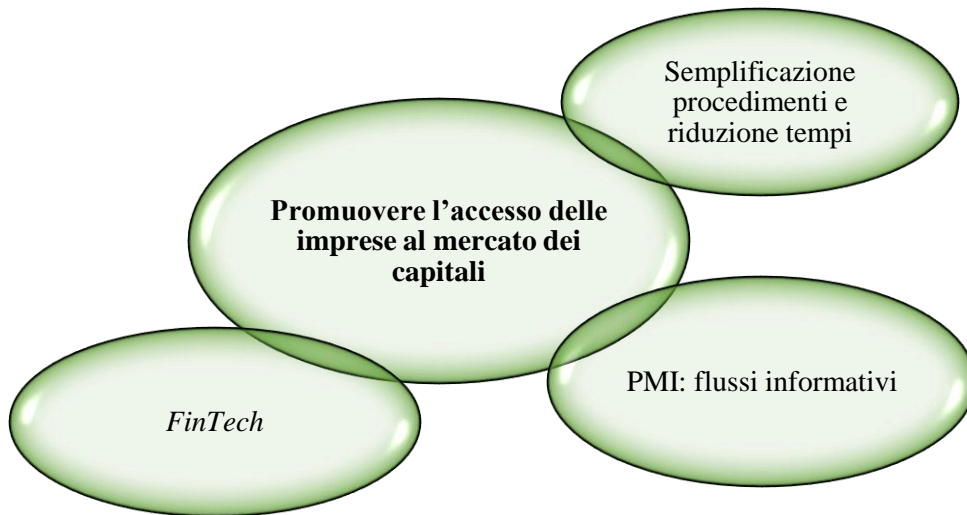 Semplificazione
procedimenti e
riduzione tempi
Promuovere l’accesso delle
imprese al mercato dei
capitali
PMI: flussi informativi
FinTech